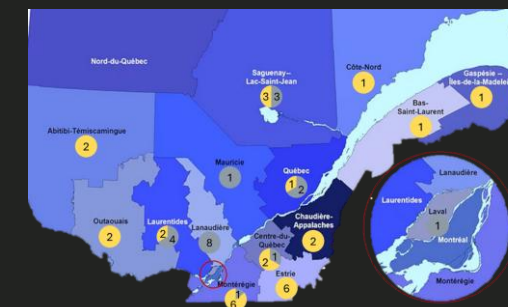 Nord-du-Québec
Saguenay–
Lac-Saint-Jean
3 3
Côte-Nord
1
Gaspésie –
Îles-de-la-Madelei
1
Bas-
Saint-Laurent
1
Abitibi-Témiscamingue
2
Mauricie
1
Québec
1 2
Lanaudière
Laurentides
Laval
1
Montréal
Montérégie
Outaouais
2
Laurentides
2 4
Lanaudière
8
Chaudière-
Appalaches
2
Centre-du-
Québec
2 1
Estrie
6
Montérégie
1
6